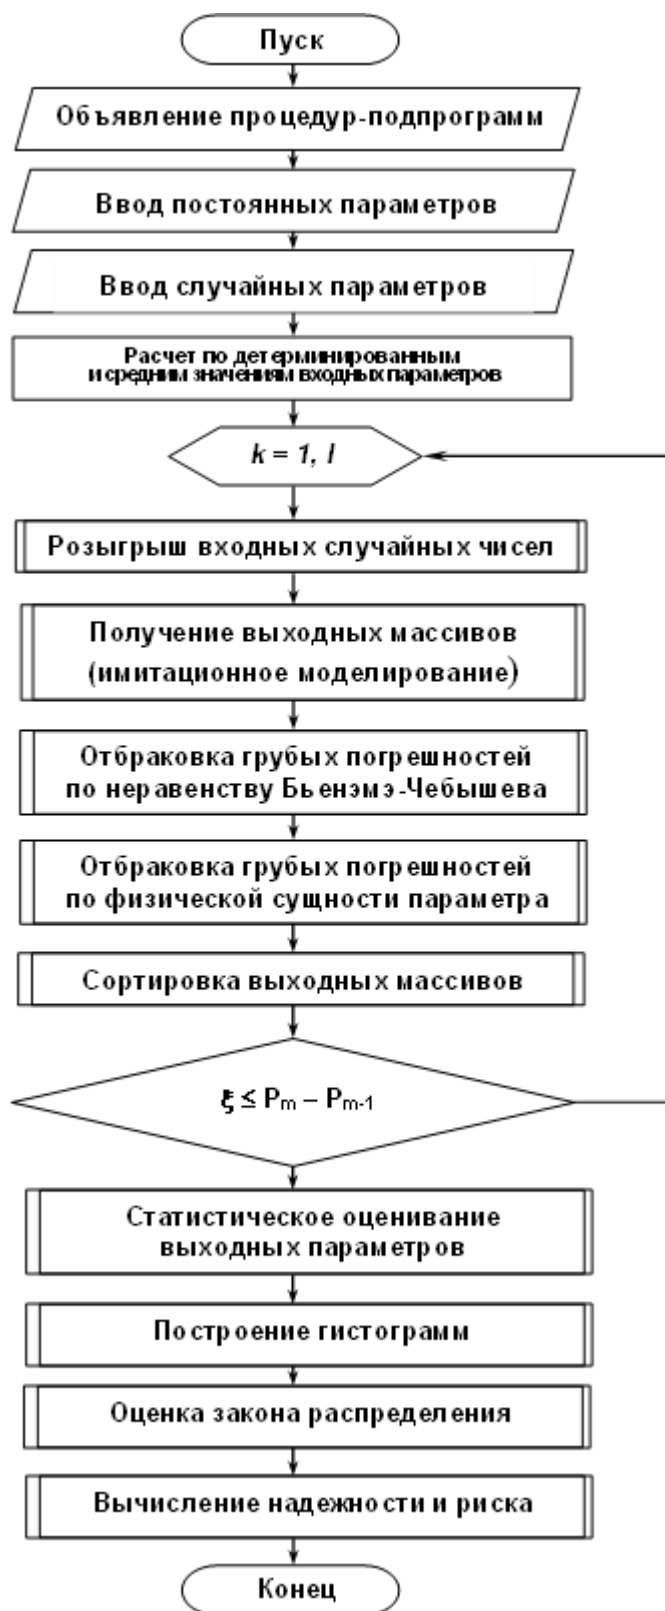 Пуск
Объявление процедур-подпрограмм
Ввод постоянных параметров
Ввод случайных параметров
Расчет по детерминированным
и средним значениям входных параметров
k = 1, l
Розыгрыш входных случайных чисел
Получение выходных массивов
(имитационное моделирование)
Отбраковка грубых погрешностей
по неравенству Бьенэмэ-Чебышева
Отбраковка грубых погрешностей
по физической сущности параметра
Сортировка выходных массивов
ξ ≤ Pm – Pm-1
Статистическое оценивание
выходных параметров
Построение гистограмм
Оценка закона распределения
Вычисление надежности и риска
Конец